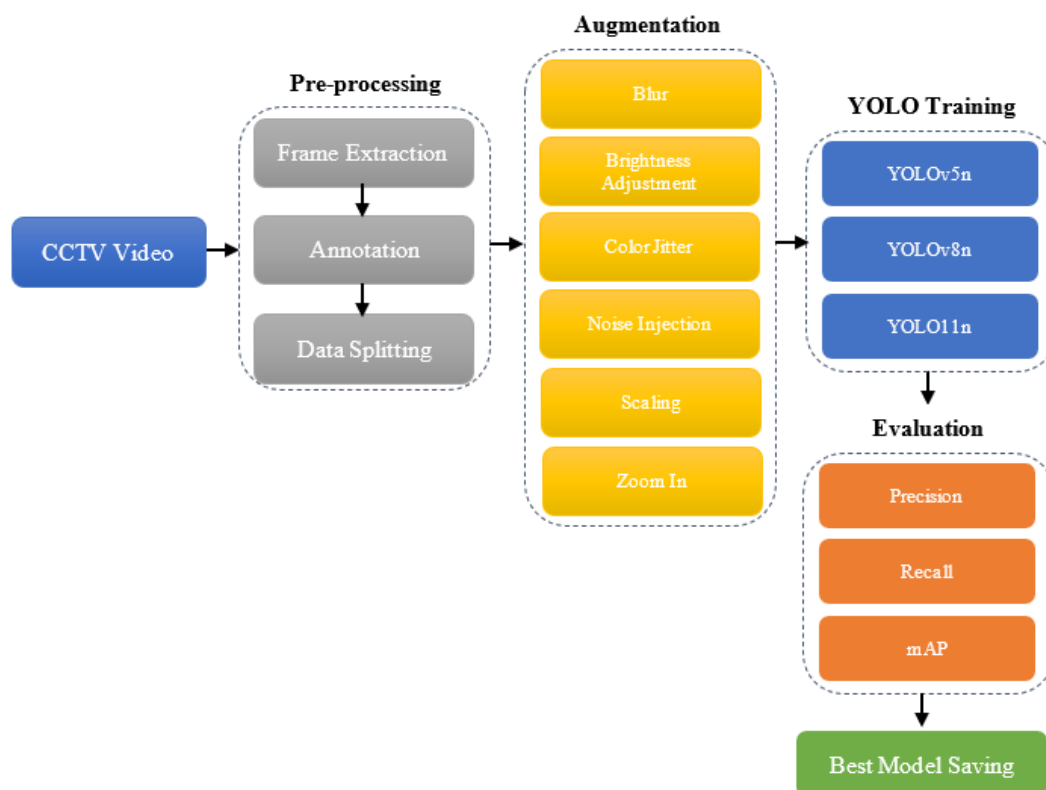 CCTV Video
Pre-processing
Frame Extraction
Annotation
Data Splitting
Augmentation
Blur
Brightness
Adjustment
Color Jitter
Noise Injection
Scaling
Zoom In
YOLO Training
YOLOv5n
YOLOv8n
YOLO11n
Evaluation
Precision
Recall
mAP
Best Model Saving